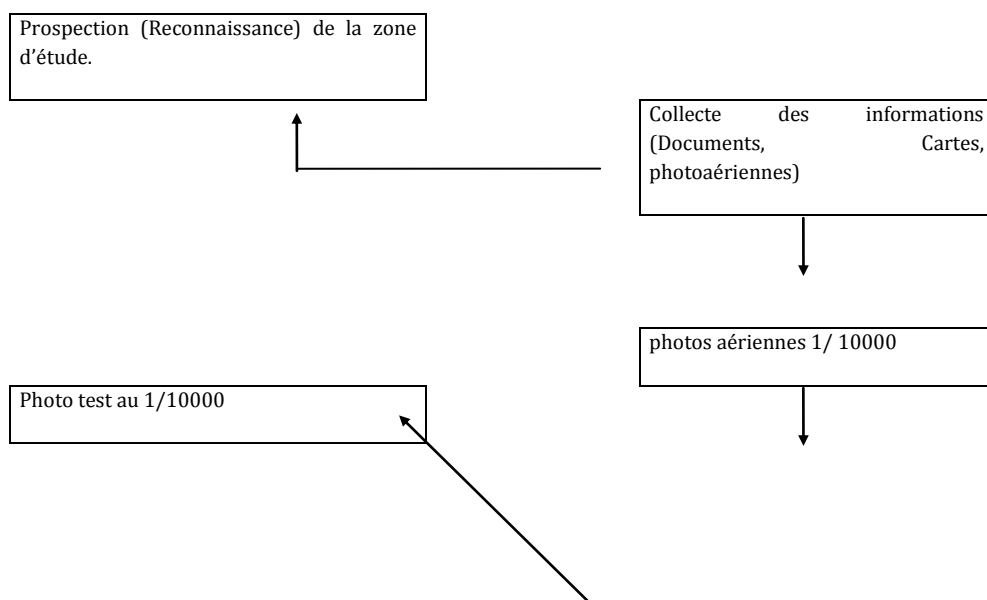 Prospection (Reconnaissance) de la zone
d’étude.
Collecte des informations
(Documents, Cartes,
photoaériennes)
photos aériennes 1/ 10000
Photo test au 1/10000